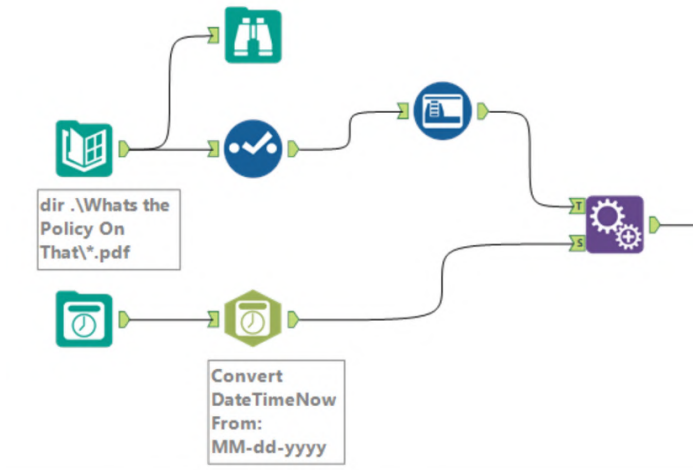 T
S
dir .\Whats the
Policy On
That\*.pdf
Convert
DateTimeNow
From:
MM-dd-yyyy